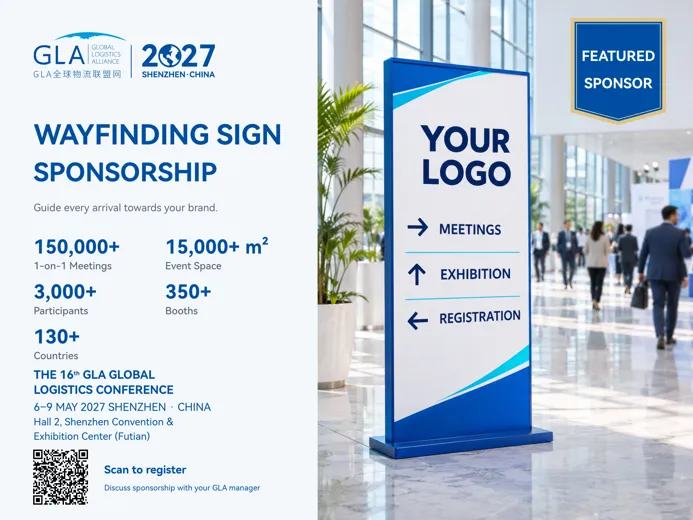 GLA GLOBAL
LOGISTICS
ALLIANCE
GLA全球物流联盟网
2027
SHENZHEN·CHINA
WAYFINDING SIGN
SPONSORSHIP
Guide every arrival towards your brand.
150,000+
1-on-1 Meetings
15,000+ m²
Event Space
3,000+
Participants
350+
Booths
130+
Countries
THE 16th GLA GLOBAL
LOGISTICS CONFERENCE
6–9 MAY 2027 SHENZHEN · CHINA
Hall 2, Shenzhen Convention &
Exhibition Center (Futian)
Scan to register
Discuss sponsorship with your GLA manager
FEATURED
SPONSOR
YOUR
LOGO
→ MEETINGS
↑ EXHIBITION
← REGISTRATION